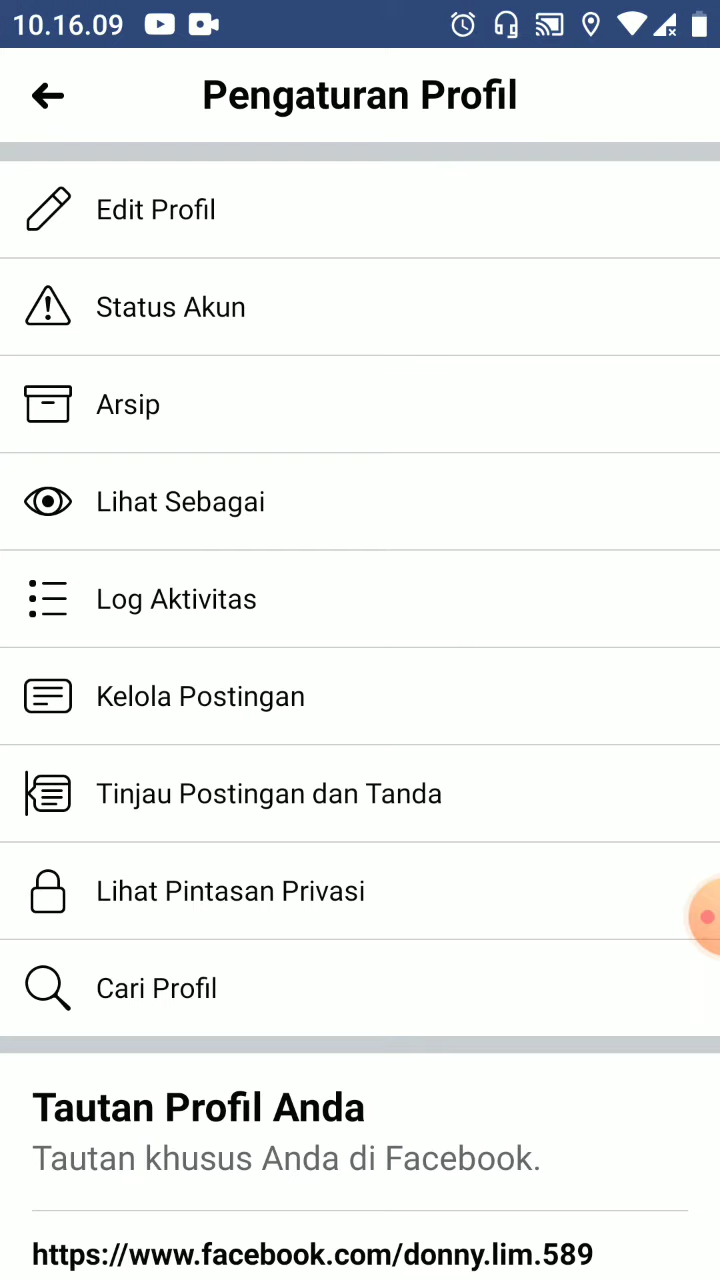 10.16.09
Pengaturan Profil
Edit Profil
Status Akun
Arsip
Lihat Sebagai
Log Aktivitas
Kelola Postingan
Tinjau Postingan dan Tanda
Lihat Pintasan Privasi
Cari Profil
Tautan Profil Anda
Tautan khusus Anda di Facebook.
https://www.facebook.com/donny.lim.589